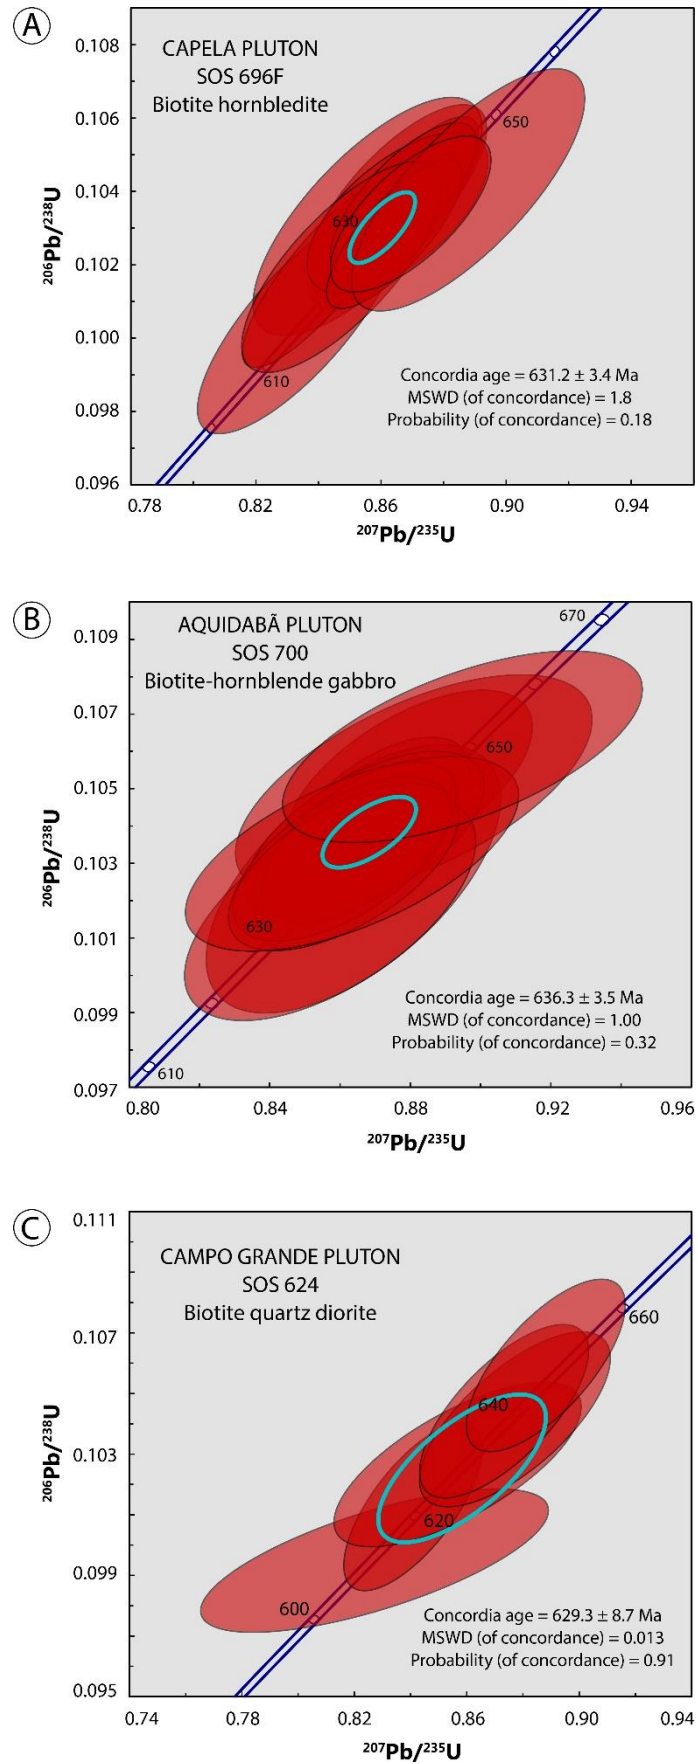 A
CAPELA PLUTON
SOS 696F
Biotite hornbledite
0.108
0.106
0.104
0.102
0.100
0.098
0.096
²⁰⁶Pb/²³⁸U
650
630
610
Concordia age = 631.2 ± 3.4 Ma
MSWD (of concordance) = 1.8
Probability (of concordance) = 0.18
0.78 0.82 0.86 0.90 0.94
²⁰⁷Pb/²³⁵U
B
AQUIDABÃ PLUTON
SOS 700
Biotite-hornblende gabbro
0.109
0.107
0.105
0.103
0.101
0.099
0.097
²⁰⁶Pb/²³⁸U
670
650
630
610
Concordia age = 636.3 ± 3.5 Ma
MSWD (of concordance) = 1.00
Probability (of concordance) = 0.32
0.80 0.84 0.88 0.92 0.96
²⁰⁷Pb/²³⁵U
C
CAMPO GRANDE PLUTON
SOS 624
Biotite quartz diorite
0.111
0.107
0.103
0.099
0.095
²⁰⁶Pb/²³⁸U
660
640
620
600
Concordia age = 629.3 ± 8.7 Ma
MSWD (of concordance) = 0.013
Probability (of concordance) = 0.91
0.74 0.78 0.82 0.86 0.90 0.94
²⁰⁷Pb/²³⁵U